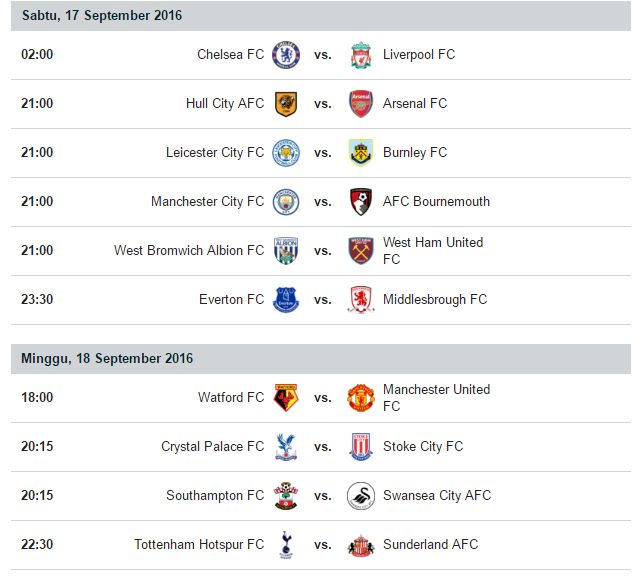 Sabtu, 17 September 2016
02:00 Chelsea FC vs. Liverpool FC
21:00 Hull City AFC vs. Arsenal FC
21:00 Leicester City FC vs. Burnley FC
21:00 Manchester City FC vs. AFC Bournemouth
21:00 West Bromwich Albion FC vs. West Ham United
FC
23:30 Everton FC vs. Middlesbrough FC
Minggu, 18 September 2016
18:00 Watford FC vs. Manchester United
FC
20:15 Crystal Palace FC vs. Stoke City FC
20:15 Southampton FC vs. Swansea City AFC
22:30 Tottenham Hotspur FC vs. Sunderland AFC